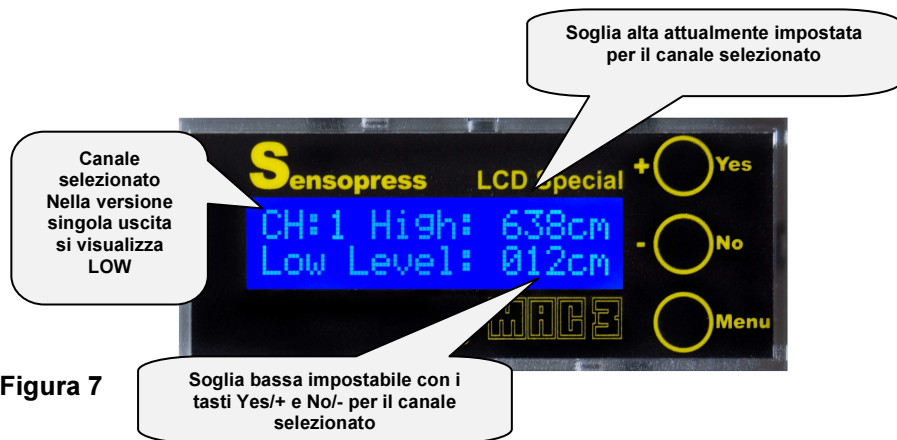 Soglia alta attualmente impostata
per il canale selezionato
Canale
selezionato
Nella versione
singola uscita
si visualizza
LOW
Sensopress LCD Special
+ Yes
CH:1 High: 638cm
- No
Low Level: 012cm
MAC 3
Menu
Figura 7
Soglia bassa impostabile con i
tasti Yes/+ e No/- per il canale
selezionato